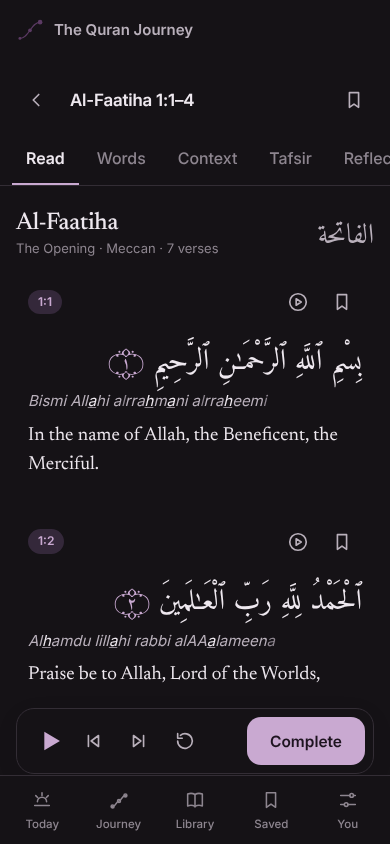 The Quran Journey
Al-Faatiha 1:1–4
Read Words Context Tafsir Reflec
Al-Faatiha
الفاتحة
The Opening · Meccan · 7 verses
1:1
بِسْمِ ٱللَّهِ ٱلرَّحْمَـٰنِ ٱلرَّحِيمِ ١
Bismi Allahi alrrahmani alrraheemi
In the name of Allah, the Beneficent, the
Merciful.
1:2
ٱلْحَمْدُ لِلَّهِ رَبِّ ٱلْعَـٰلَمِينَ ٢
Alhamdu lillahi rabbi alAAalameena
Praise be to Allah, Lord of the Worlds,
Complete
Today Journey Library Saved You